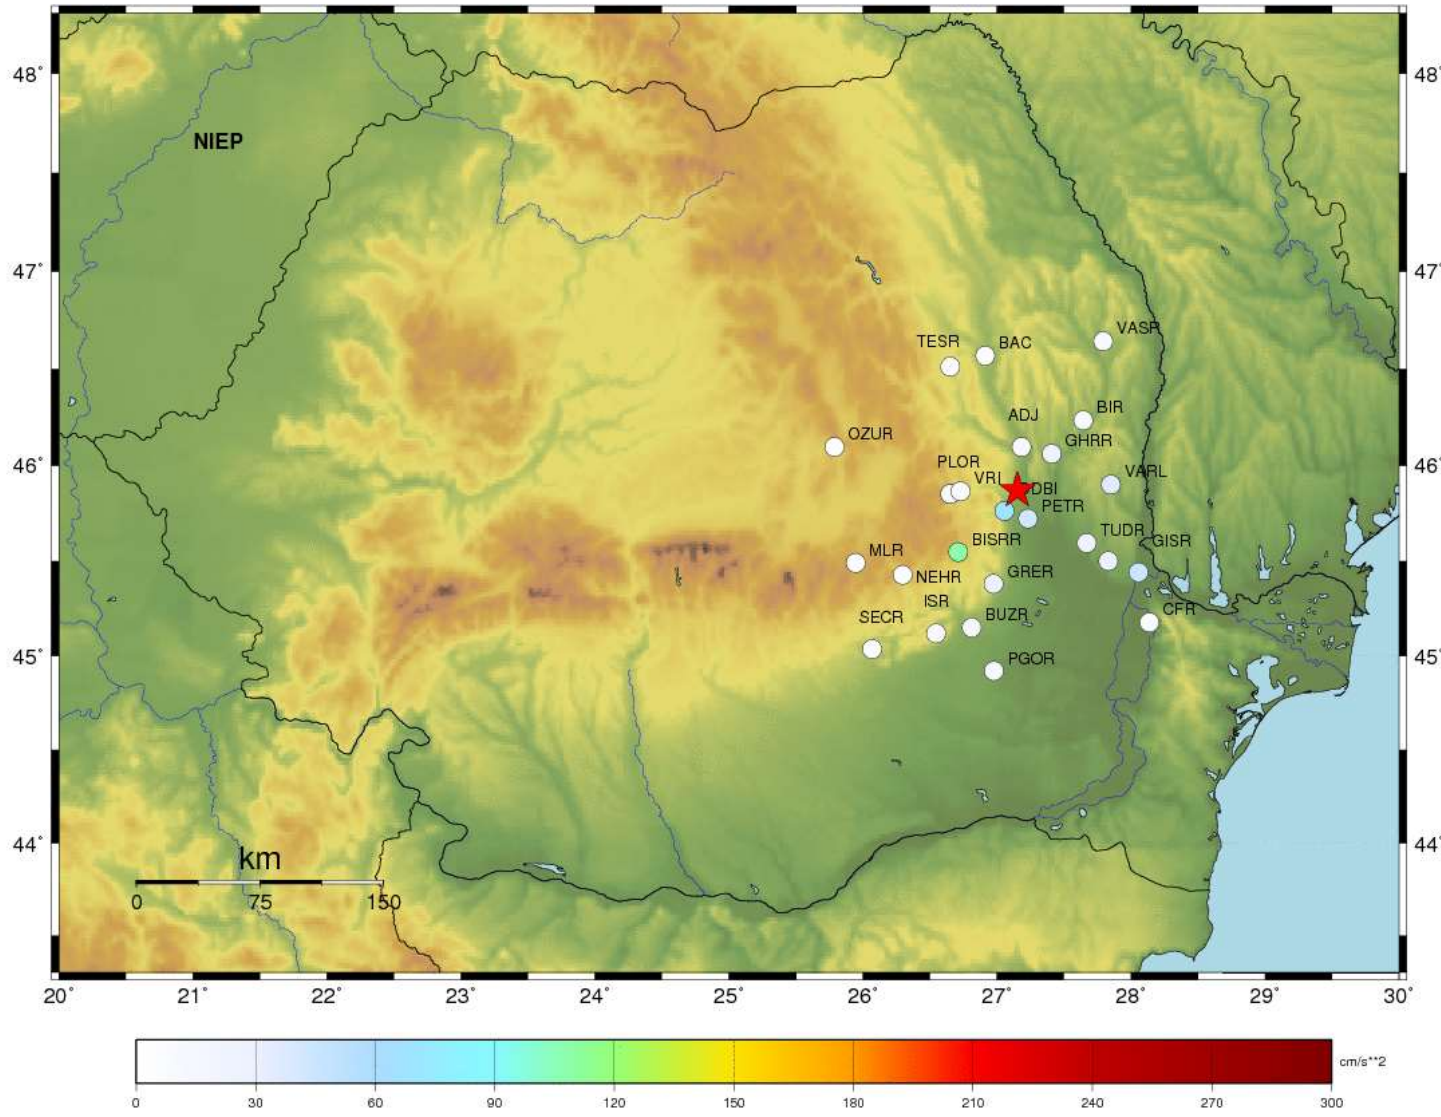 48°
48°
NIEP
47°
47°
TESR
BAC
VASR
ADJ
BIR
OZUR
GHRR
46°
46°
PLOR
VRI
VARL
DBI
PETR
TUDR
GISR
BISRR
MLR
NEHR
GRER
ISR
SECR
BUZR
CFR
45°
45°
PGOR
44°
44°
km
0 75 150
20° 21° 22° 23° 24° 25° 26° 27° 28° 29° 30°
cm/s**2
0 30 60 90 120 150 180 210 240 270 300